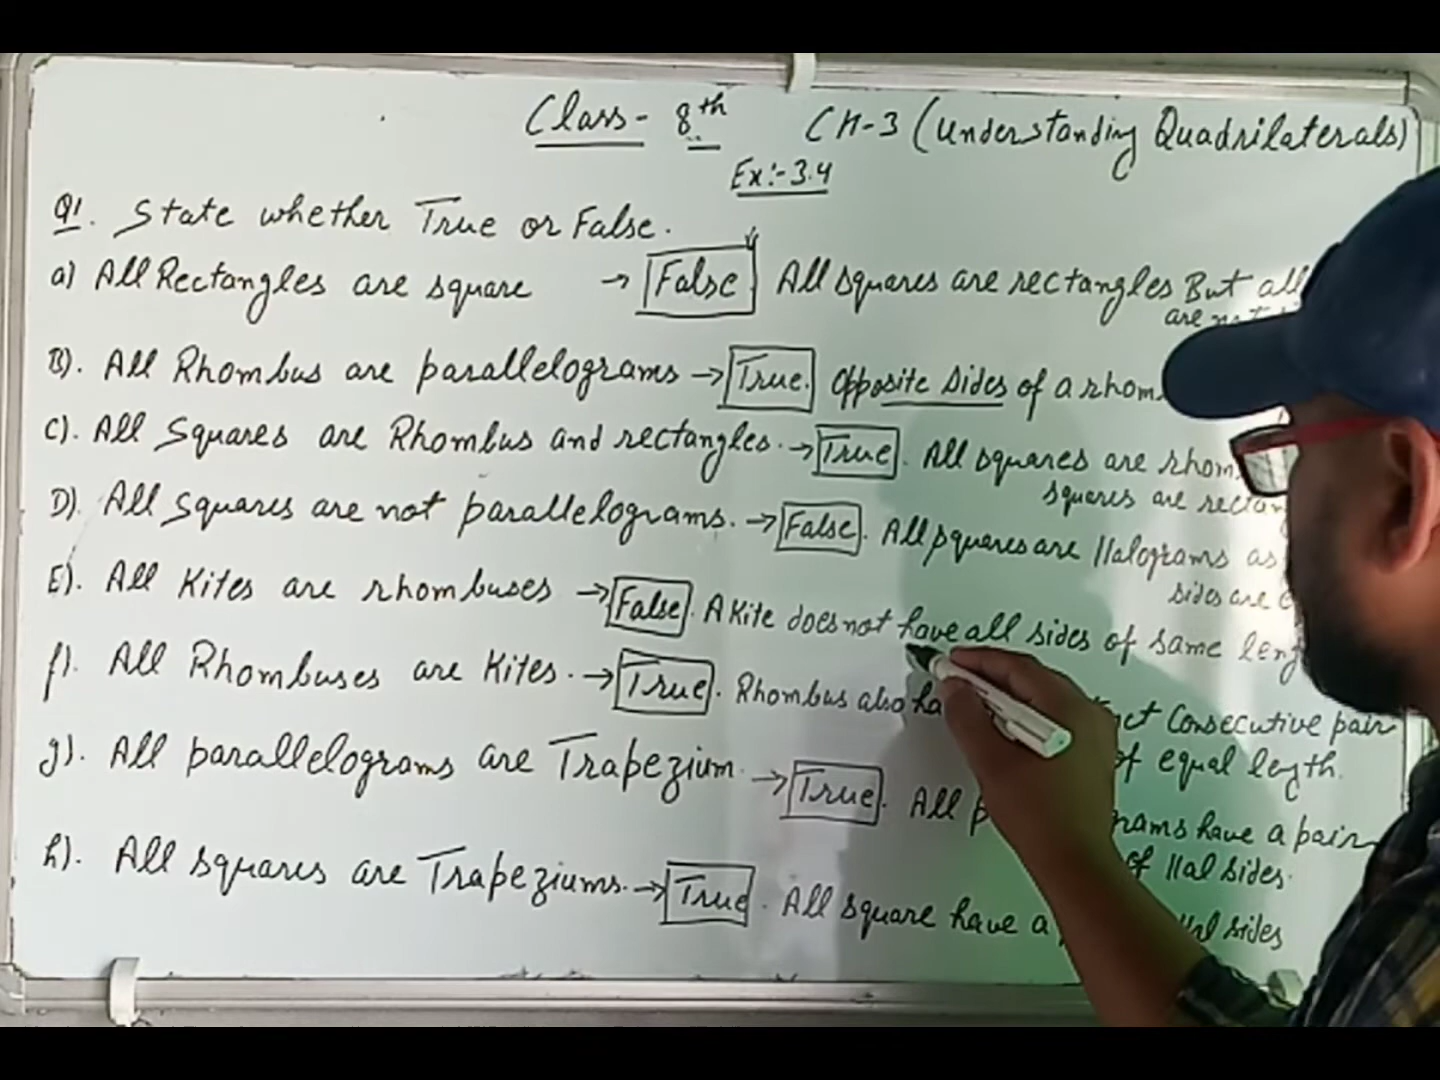 Class- 8th CH-3 (Understanding Quadrilaterals)
Ex:- 3.4
Q1. State whether True or False.
a) All Rectangles are square → False. All squares are rectangles But all
are not
B). All Rhombus are parallelograms → True. Opposite sides of a
C). All Squares are Rhombus and rectangles. → True. All squares are
squares are
D). All Squares are not parallelograms. → False. All squares are llalograms as
sides are
E). All Kites are rhombuses → False. A Kite does not have all sides of same
f). All Rhombuses are Kites. → True. Rhombus also Consecutive pair
of equal length.
g). All parallelograms are Trapezium. → True. All have a pair
of llal sides.
h). All squares are Trapeziums. → True. All square have a sides